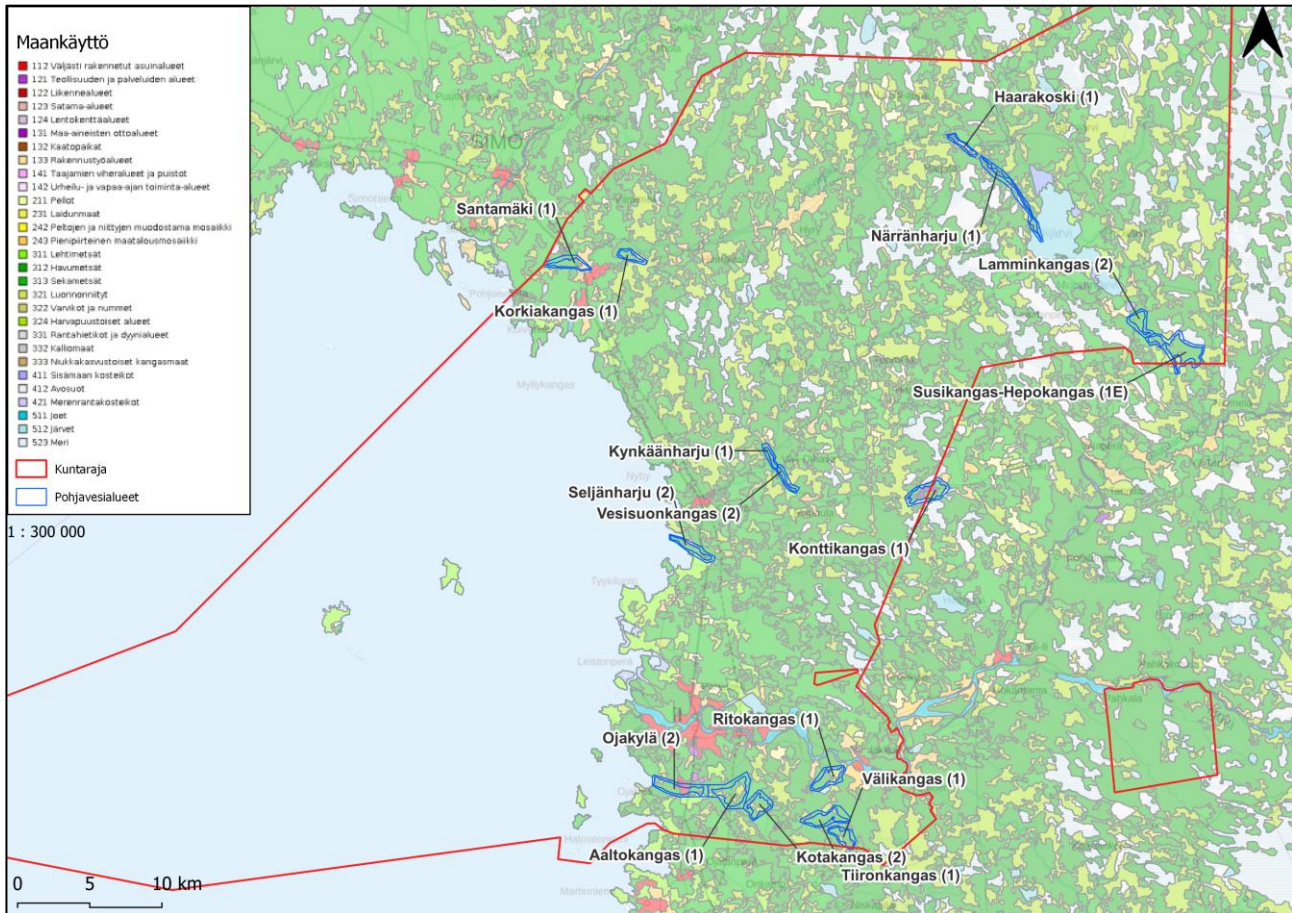 Maankäyttö
112 Väljästi rakennetut asuinalueet
121 Teollisuuden ja palveluiden alueet
122 Liikennealueet
123 Satama-alueet
124 Lentokenttäalueet
131 Maa-aineisten ottoalueet
132 Kaatopaikat
133 Rakennustyöalueet
141 Taajamien viheralueet ja puistot
142 Urheilu- ja vapaa-ajan toiminta-alueet
211 Pellot
231 Laidunmaat
242 Peltojen ja niittyjen muodostama mosaiikki
243 Pienipiirteinen maatalousmosaiikki
311 Lehtimetsät
312 Havumetsät
313 Sekametsät
321 Luonnonniityt
322 Varvikot ja nummet
324 Harvapuustoiset alueet
331 Rantahietikot ja dyynialueet
332 Kalliomaat
333 Niukkakasvustoiset kangasmaat
411 Sisämaan kosteikot
412 Avosuot
421 Merenrantakosteikot
511 Joet
512 Järvet
523 Meri
Kuntaraja
Pohjavesialueet
1 : 300 000
Haarakoski (1)
SIMO
Simoniemi
Santamäki (1)
Närränharju (1)
Lamminkangas (2)
Korkiakangas (1)
Myllykangas
Susikangas-Hepokangas (1E)
Kynkäänharju (1)
Nyby
Seljänharju (2)
Vesisuonkangas (2)
Konttikangas (1)
Tyykiluoto
Leistonperä
Pahkala
Ritokangas (1)
Ojakylä (2)
Välikangas (1)
Halosenniemi
Aaltokangas (1)
Kotakangas (2)
Tiironkangas (1)
Martinniemi
0 5 10 km